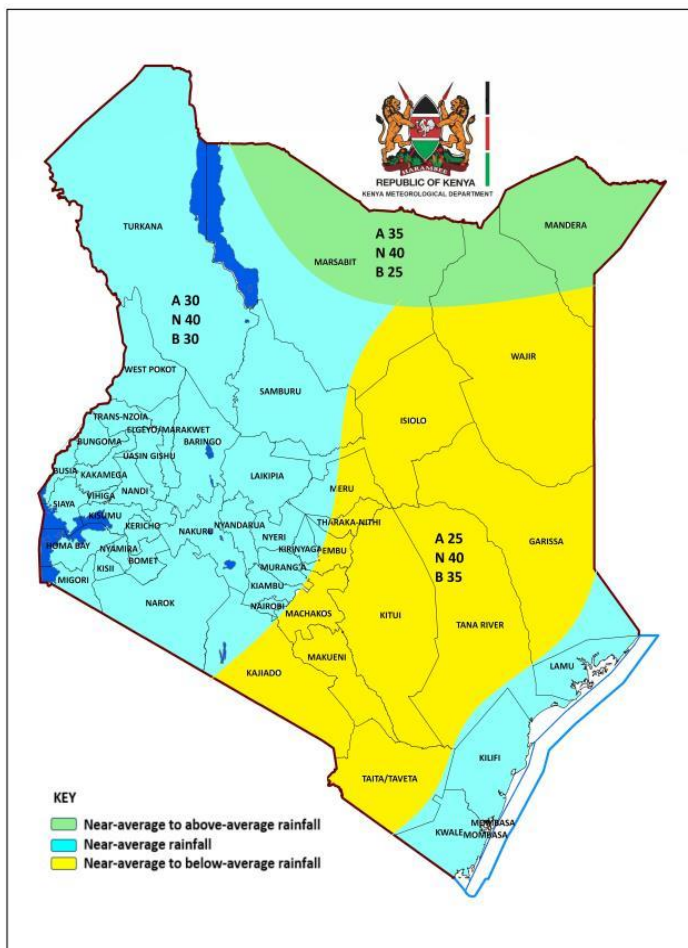 HARAMBEE
REPUBLIC OF KENYA
KENYA METEOROLOGICAL DEPARTMENT
TURKANA
MARSABIT
MANDERA
A 35
N 40
B 25
A 30
N 40
B 30
WAJIR
WEST POKOT
SAMBURU
ISIOLO
TRANS-NZOIA
ELGEYO/MARAKWET
BUNGOMA
BARINGO
UASIN GISHU
BUSIA
KAKAMEGA
LAIKIPIA
MERU
VIHIGA
NANDI
SIAYA
KISUMU
KERICHO
NAKURU
NYANDARUA
NYERI
THARAKA-NITHI
HOMA BAY
NYAMIRA
KIRINYAGA
EMBU
KISII
BOMET
MURANG'A
MIGORI
NAROK
KIAMBU
NAIROBI
MACHAKOS
KITUI
A 25
N 40
B 35
GARISSA
TANA RIVER
KAJIADO
MAKUENI
LAMU
TAITA/TAVETA
KILIFI
KWALE
MOMBASA
MOMBASA
KEY
Near-average to above-average rainfall
Near-average rainfall
Near-average to below-average rainfall